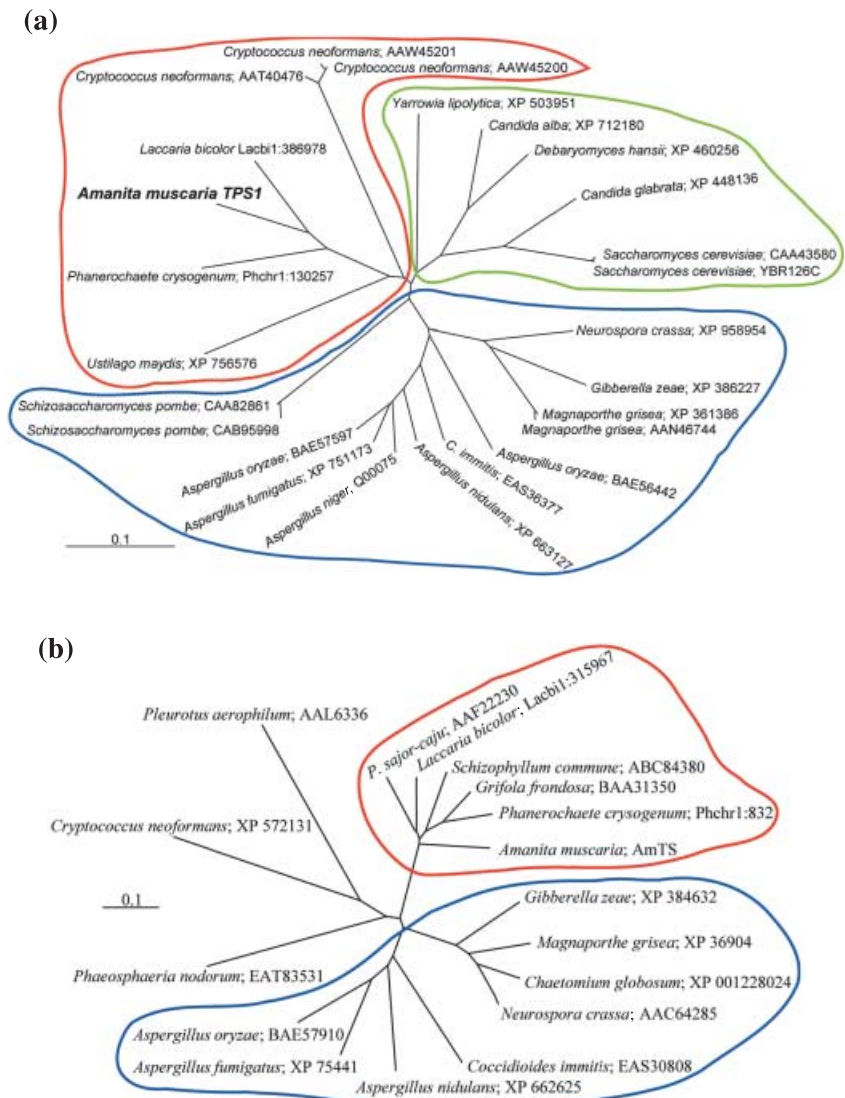 (a)
Cryptococcus neoformans; AAW45201
Cryptococcus neoformans; AAW45200
Cryptococcus neoformans; AAT40476
Yarrowia lipolytica; XP 503951
Candida alba; XP 712180
Laccaria bicolor Lacbi1:386978
Debaryomyces hansii; XP 460256
Amanita muscaria TPS1
Candida glabrata; XP 448136
Saccharomyces cerevisiae; CAA43580
Saccharomyces cerevisiae; YBR126C
Phanerochaete crysogenum; Phchr1:130257
Neurospora crassa; XP 958954
Ustilago maydis; XP 756576
Gibberella zeae; XP 386227
Schizosaccharomyces pombe; CAA82861
Magnaporthe grisea; XP 361386
Magnaporthe grisea; AAN46744
Schizosaccharomyces pombe; CAB95998
Aspergillus oryzae; BAE57597
Aspergillus fumigatus; XP 751173
Aspergillus niger; Q00075
Aspergillus nidulans; XP 663127
C. immitis; EAS36377
Aspergillus oryzae; BAE56442
0.1
(b)
Pleurotus aerophilum; AAL6336
P. sajor-caju; AAF22230
Laccaria bicolor; Lacbi1:315967
Schizophyllum commune; ABC84380
Grifola frondosa; BAA31350
Phanerochaete crysogenum; Phchr1:832
Cryptococcus neoformans; XP 572131
Amanita muscaria; AmTS
0.1
Gibberella zeae; XP 384632
Magnaporthe grisea; XP 36904
Phaeosphaeria nodorum; EAT83531
Chaetomium globosum; XP 001228024
Neurospora crassa; AAC64285
Aspergillus oryzae; BAE57910
Aspergillus fumigatus; XP 75441
Coccidioides immitis; EAS30808
Aspergillus nidulans; XP 662625